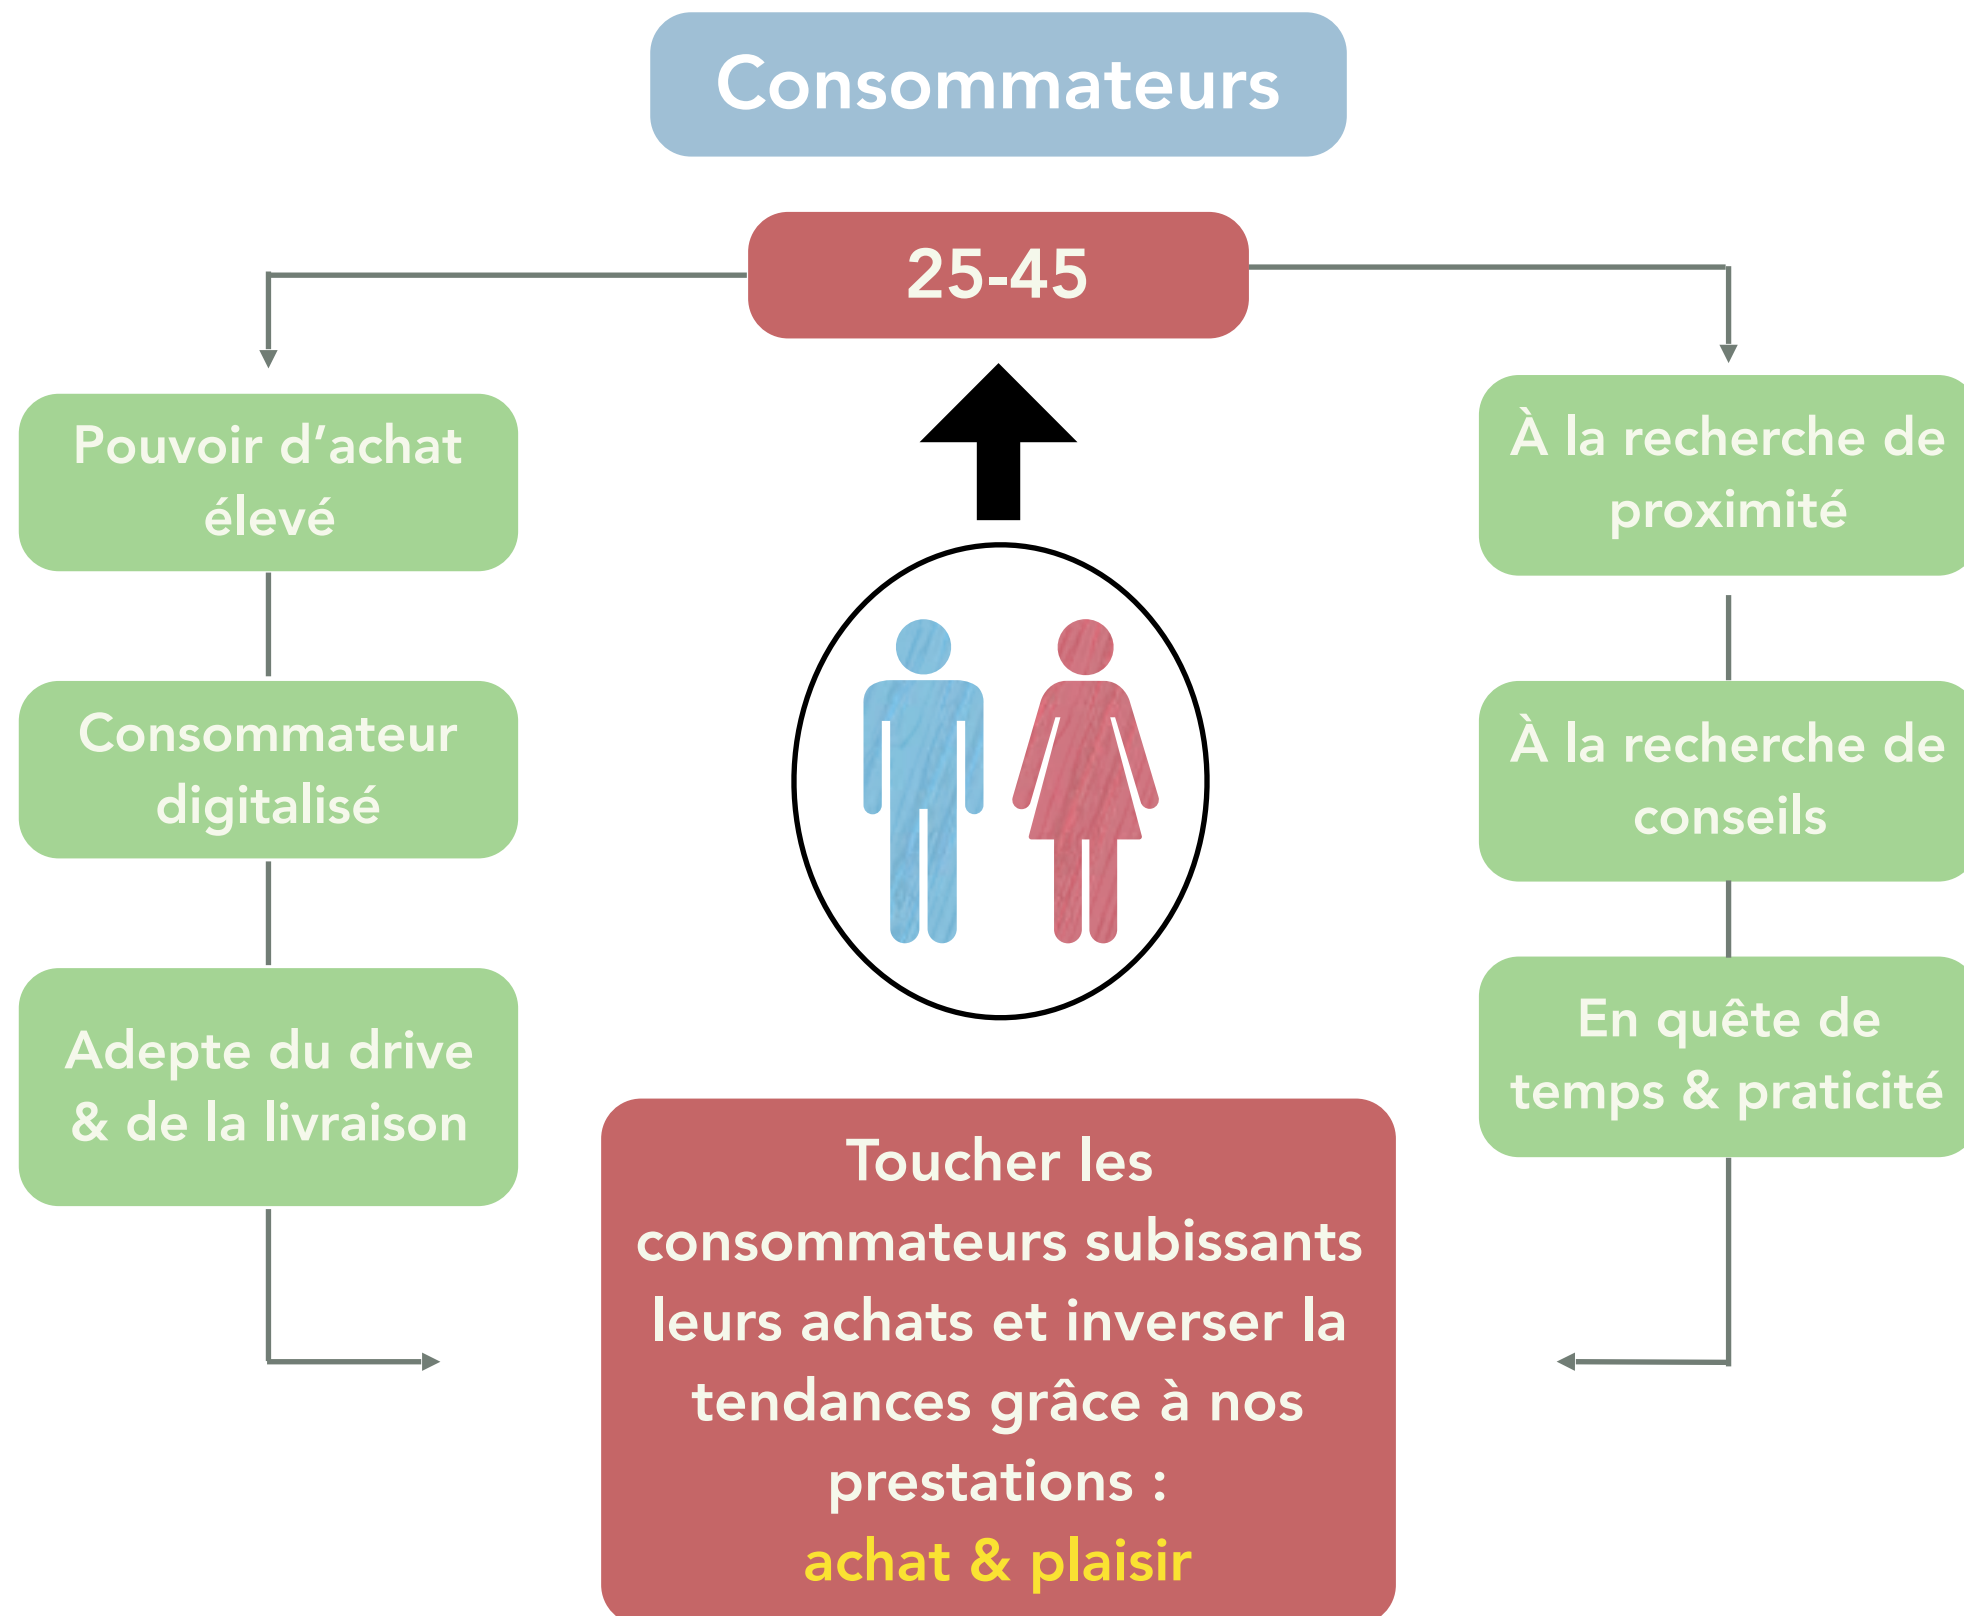 Consommateurs
25-45
Pouvoir d’achat
élevé
Consommateur
digitalisé
Adepte du drive
& de la livraison
À la recherche de
proximité
À la recherche de
conseils
En quête de
temps & praticité
Toucher les
consommateurs subissants
leurs achats et inverser la
tendances grâce à nos
prestations :
achat & plaisir